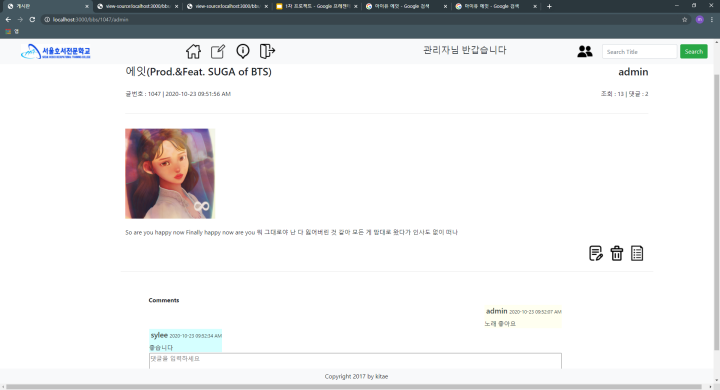 게시판
view-source:localhost:3000/bbs/
view-source:localhost:3000/bbs/
1차 프로젝트 - Google 프레젠테
아이유 에잇 - Google 검색
아이유 에잇 - Google 검색
localhost:3000/bbs/1047/admin
앱
서울호서전문학교
관리자님 반갑습니다
Search Title
Search
에잇(Prod.&Feat. SUGA of BTS)
admin
글번호 : 1047 | 2020-10-23 09:51:56 AM
조회 : 13 | 댓글 : 2
So are you happy now Finally happy now are you 뭐 그대로야 난 다 잃어버린 것 같아 모든 게 맘대로 왔다가 인사도 없이 떠나
Comments
admin 2020-10-23 09:52:07 AM
노래 좋아요
sylee 2020-10-23 09:52:34 AM
좋습니다
댓글을 입력하세요
Copyright 2017 by kitae